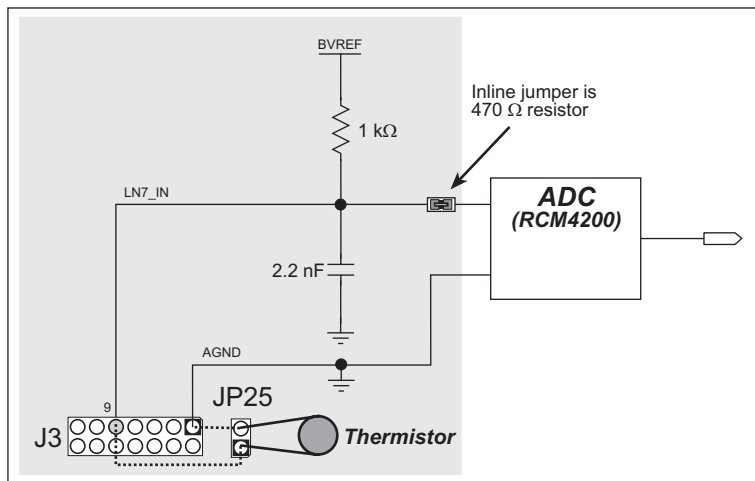 BVREF
Inline jumper is
470 Ω resistor
1 kΩ
LN7_IN
ADC
(RCM4200)
2.2 nF
AGND
9
JP25
J3
Thermistor